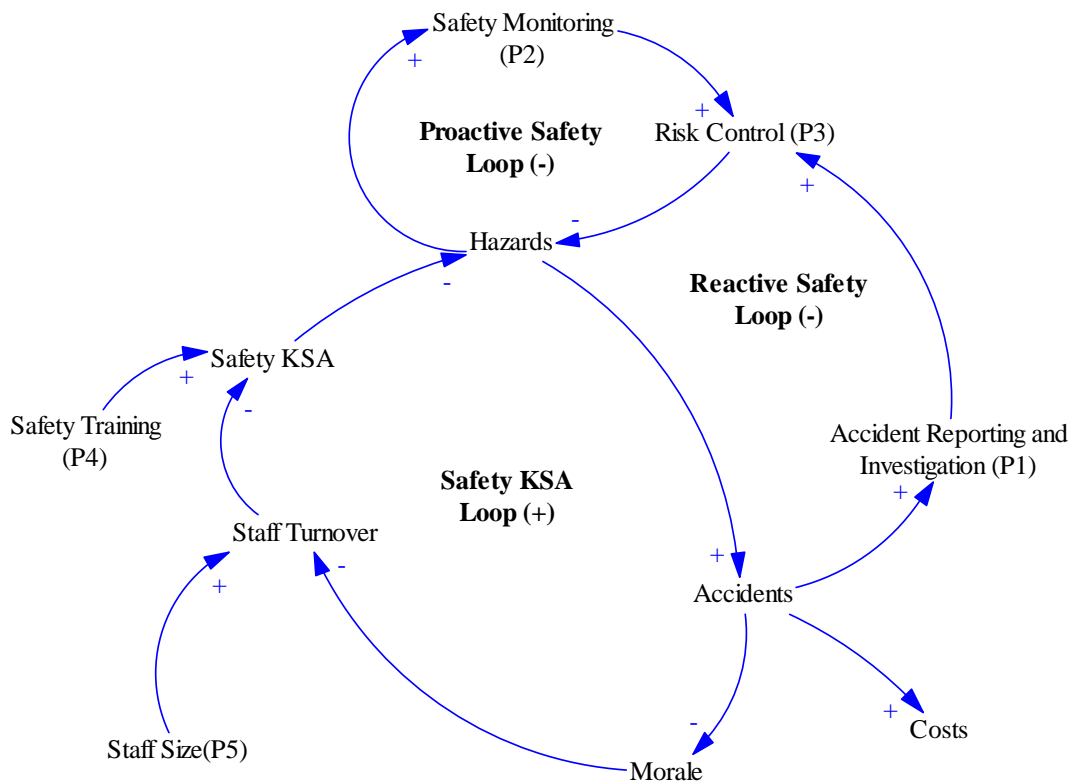 Safety Monitoring
(P2)
+
+
Proactive Safety
Loop (-)
Risk Control (P3)
+
-
Hazards
-
Reactive Safety
Loop (-)
Safety KSA
+
-
Safety Training
(P4)
Accident Reporting and
Investigation (P1)
Safety KSA
Loop (+)
+
Staff Turnover
+
-
+
Accidents
-
+
Costs
Staff Size(P5)
Morale